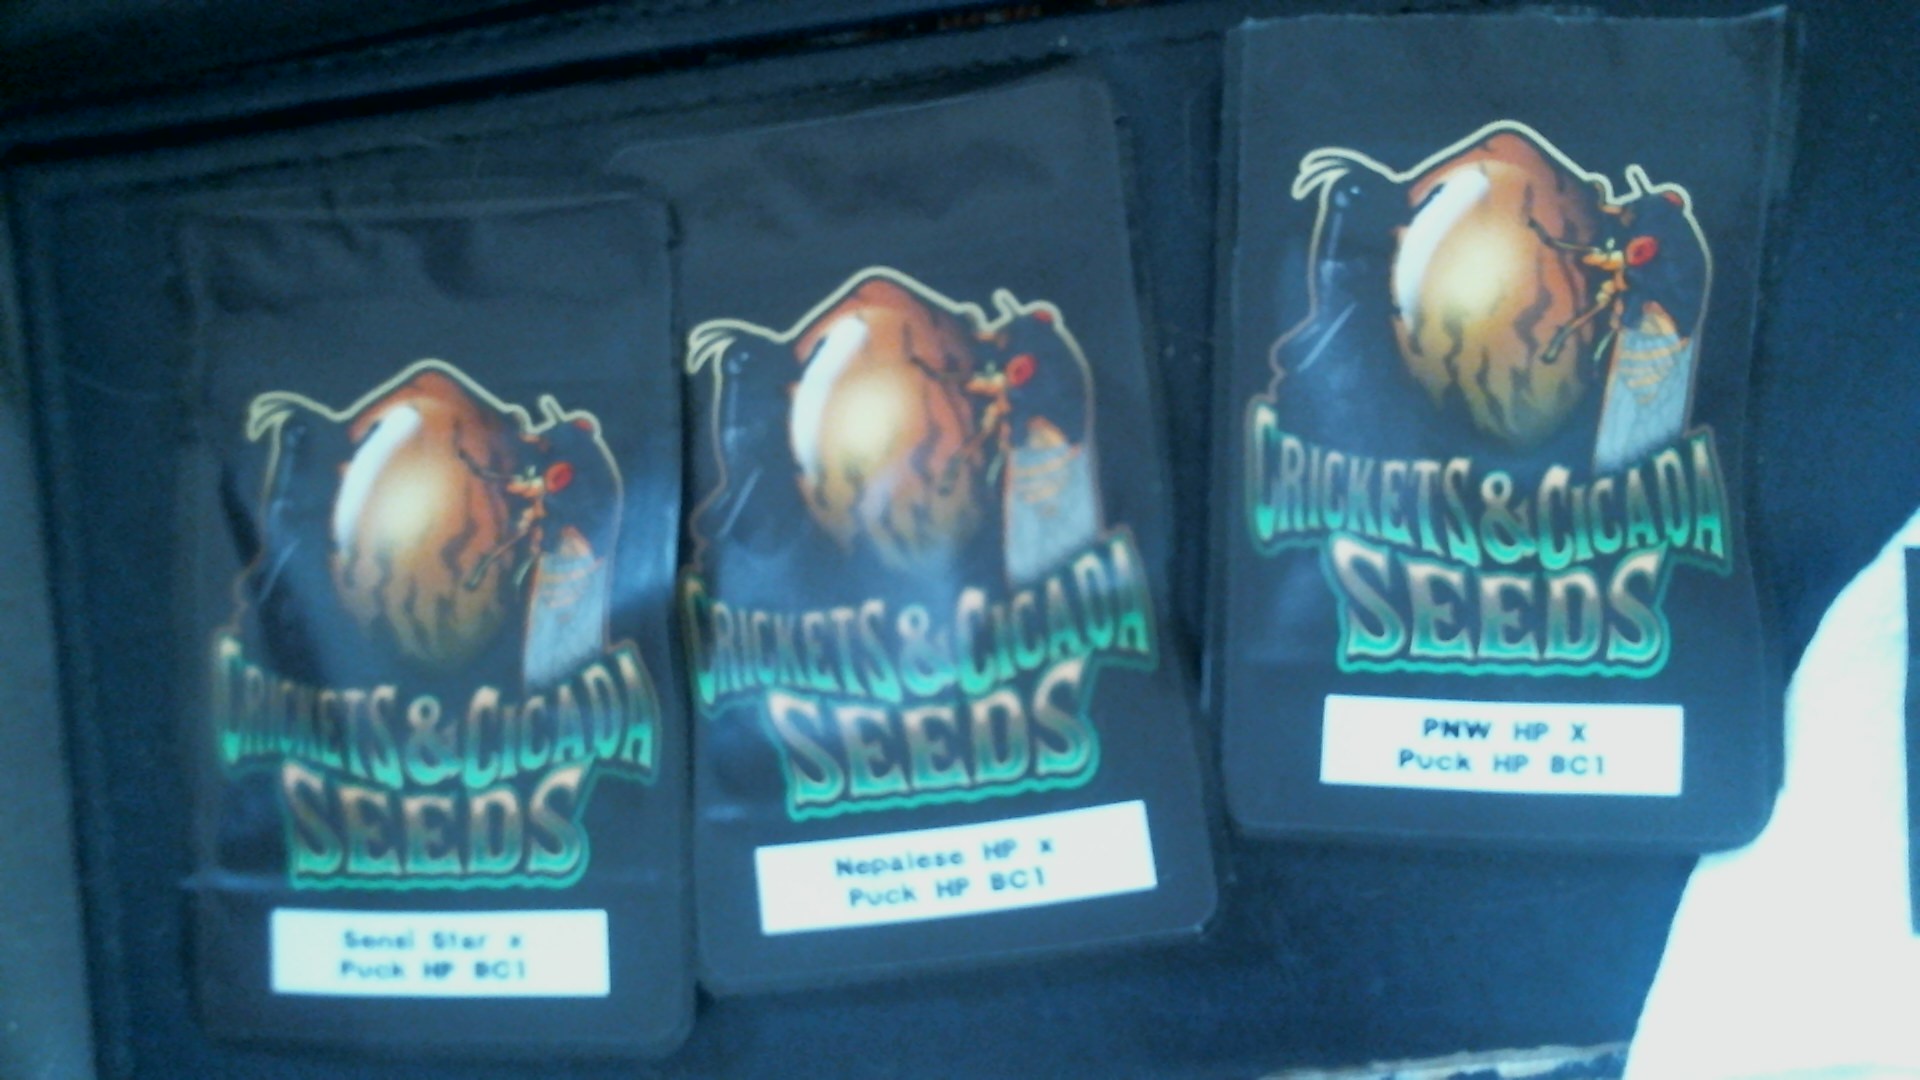 CRICKETS & CICADA
SEEDS
Sensi Star x
Puck HP BC1
CRICKETS & CICADA
SEEDS
Nepalese HP x
Puck HP BC1
CRICKETS & CICADA
SEEDS
PNW HP X
Puck HP BC1